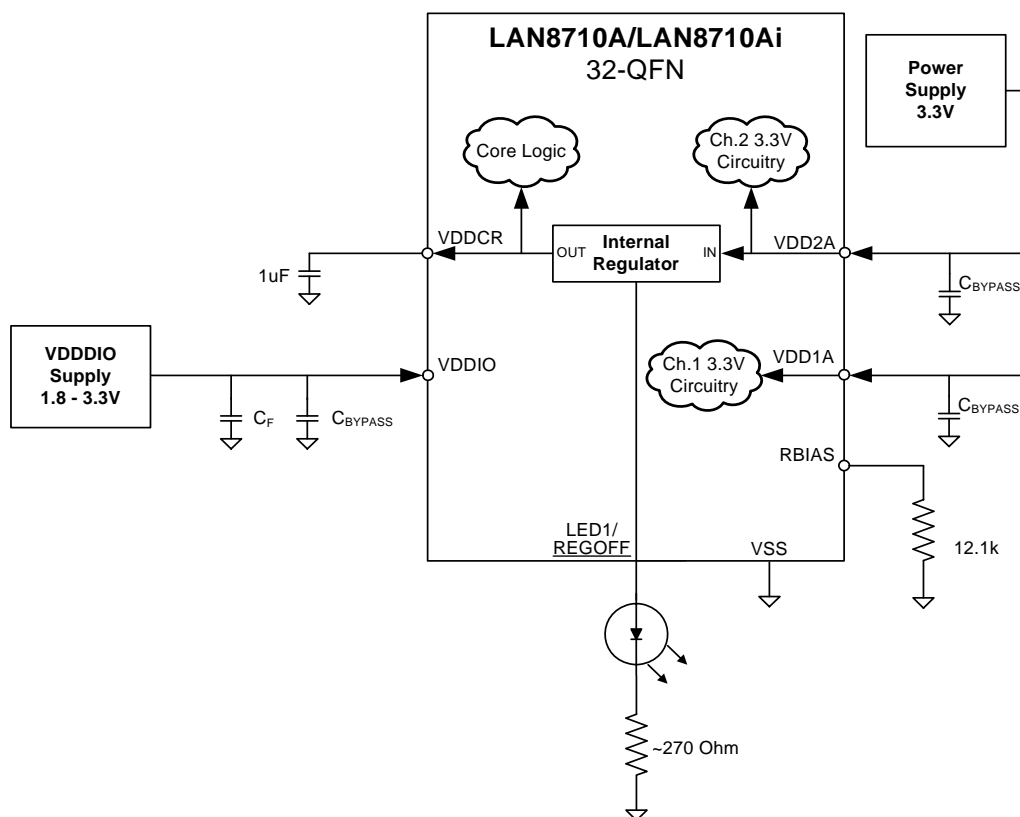 LAN8710A/LAN8710Ai
32-QFN
Power
Supply
3.3V
Core Logic
Ch.2 3.3V
Circuitry
VDDCR
OUT
Internal
Regulator
IN
VDD2A
1uF
CBYPASS
VDDDIO
Supply
1.8 - 3.3V
VDDIO
CF
CBYPASS
Ch.1 3.3V
Circuitry
VDD1A
CBYPASS
RBIAS
12.1k
LED1/
REGOFF
VSS
~270 Ohm